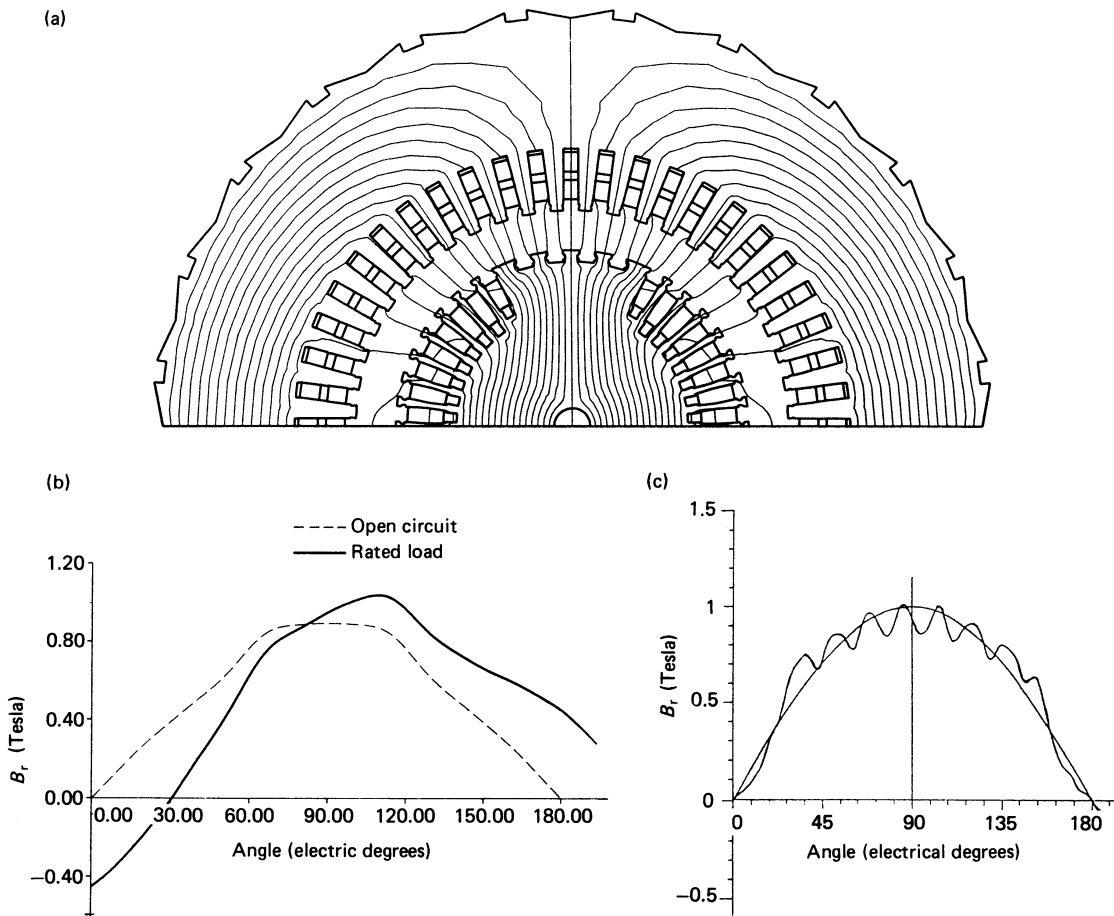 (a)
(b)
Open circuit
Rated load
1.20
0.80
0.40
0.00
−0.40
Br (Tesla)
0.00 30.00 60.00 90.00 120.00 150.00 180.00
Angle (electric degrees)
(c)
1.5
1
0.5
0
−0.5
Br (Tesla)
0 45 90 135 180
Angle (electrical degrees)